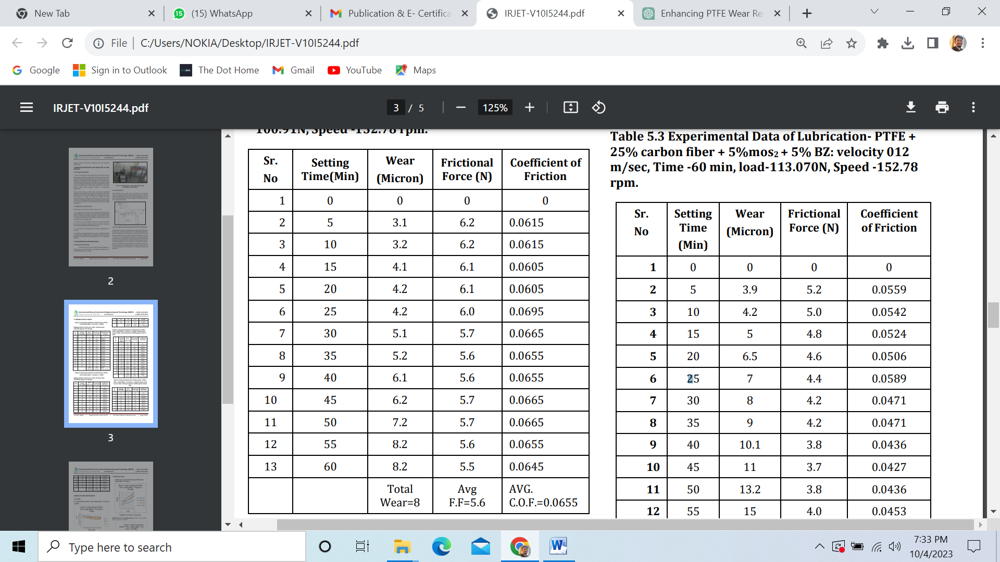 New Tab
15 (15) WhatsApp
Publication & E- Certifica
IRJET-V10I5244.pdf
Enhancing PTFE Wear Re
File C:/Users/NOKIA/Desktop/IRJET-V10I5244.pdf
Google Sign in to Outlook The Dot Home Gmail YouTube Maps
IRJET-V10I5244.pdf 3 / 5 125%
2
3
100.91N, Speed -152.78 rpm.
Sr. No Setting Time(Min) Wear (Micron) Frictional Force (N) Coefficient of Friction
1 0 0 0 0
2 5 3.1 6.2 0.0615
3 10 3.2 6.2 0.0615
4 15 4.1 6.1 0.0605
5 20 4.2 6.1 0.0605
6 25 4.2 6.0 0.0695
7 30 5.1 5.7 0.0665
8 35 5.2 5.6 0.0655
9 40 6.1 5.6 0.0655
10 45 6.2 5.7 0.0665
11 50 7.2 5.7 0.0665
12 55 8.2 5.6 0.0655
13 60 8.2 5.5 0.0645
Total Wear=8 Avg F.F=5.6 AVG. C.O.F.=0.0655
Table 5.3 Experimental Data of Lubrication- PTFE +
25% carbon fiber + 5%mos2 + 5% BZ: velocity 012
m/sec, Time -60 min, load-113.070N, Speed -152.78
rpm.
Sr. No Setting Time (Min) Wear (Micron) Frictional Force (N) Coefficient of Friction
1 0 0 0 0
2 5 3.9 5.2 0.0559
3 10 4.2 5.0 0.0542
4 15 5 4.8 0.0524
5 20 6.5 4.6 0.0506
6 25 7 4.4 0.0589
7 30 8 4.2 0.0471
8 35 9 4.2 0.0471
9 40 10.1 3.8 0.0436
10 45 11 3.7 0.0427
11 50 13.2 3.8 0.0436
12 55 15 4.0 0.0453
Type here to search
7:33 PM
10/4/2023